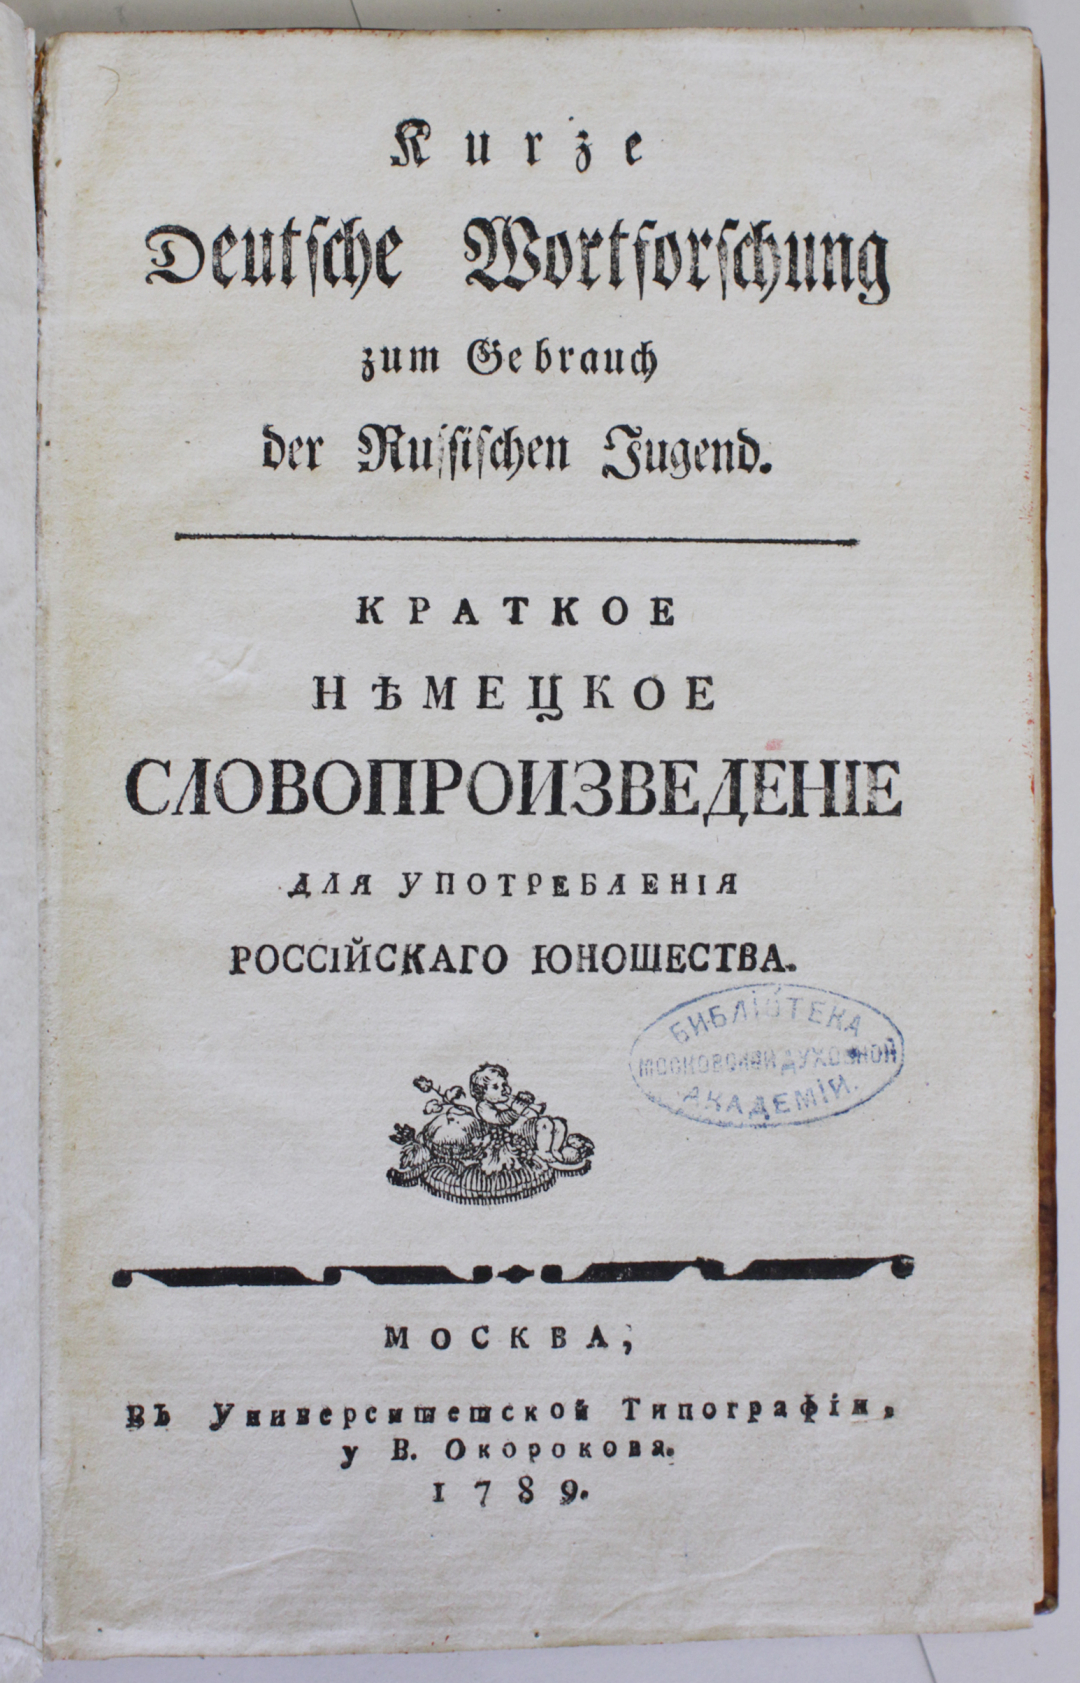 Kurze
Deutsche Wortforschung
zum Gebrauch
der Russischen Jugend.
КРАТКОЕ
НѢМЕЦКОЕ
СЛОВОПРОИЗВЕДЕНІЕ
ДЛЯ УПОТРЕБЛЕНІЯ
РОССІЙСКАГО ЮНОШЕСТВА.
БИБЛІОТЕКА
МОСКОВСКОЙ ДУХОВНОЙ
АКАДЕМІИ.
МОСКВА,
Въ Университетской Типографіи,
у В. Окорокова.
1789.